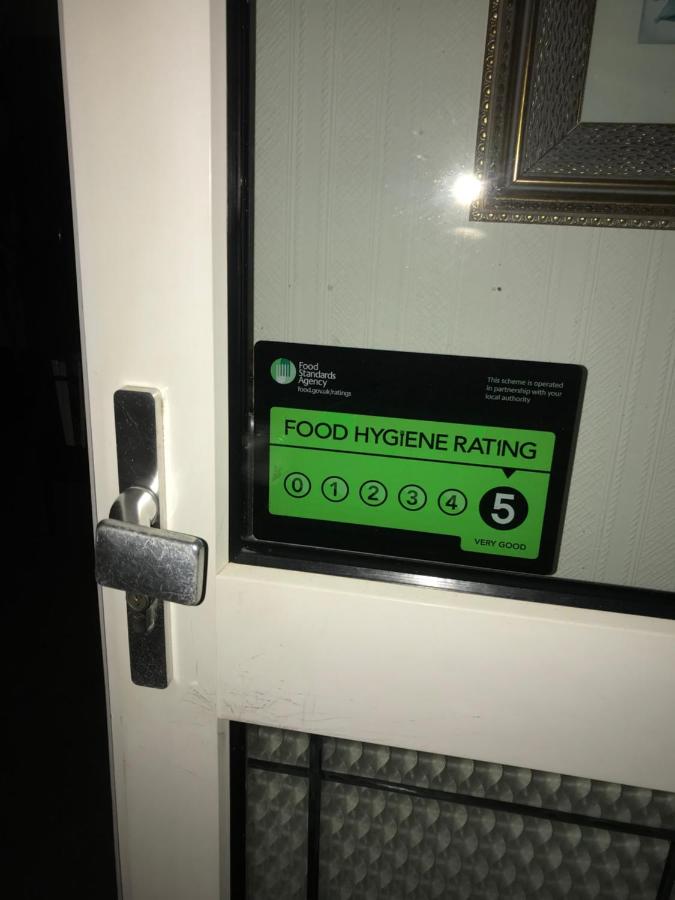 Food
Standards
Agency
food.gov.uk/ratings
This scheme is operated
in partnership with your
local authority
FOOD HYGIENE RATING
0 1 2 3 4 5
VERY GOOD